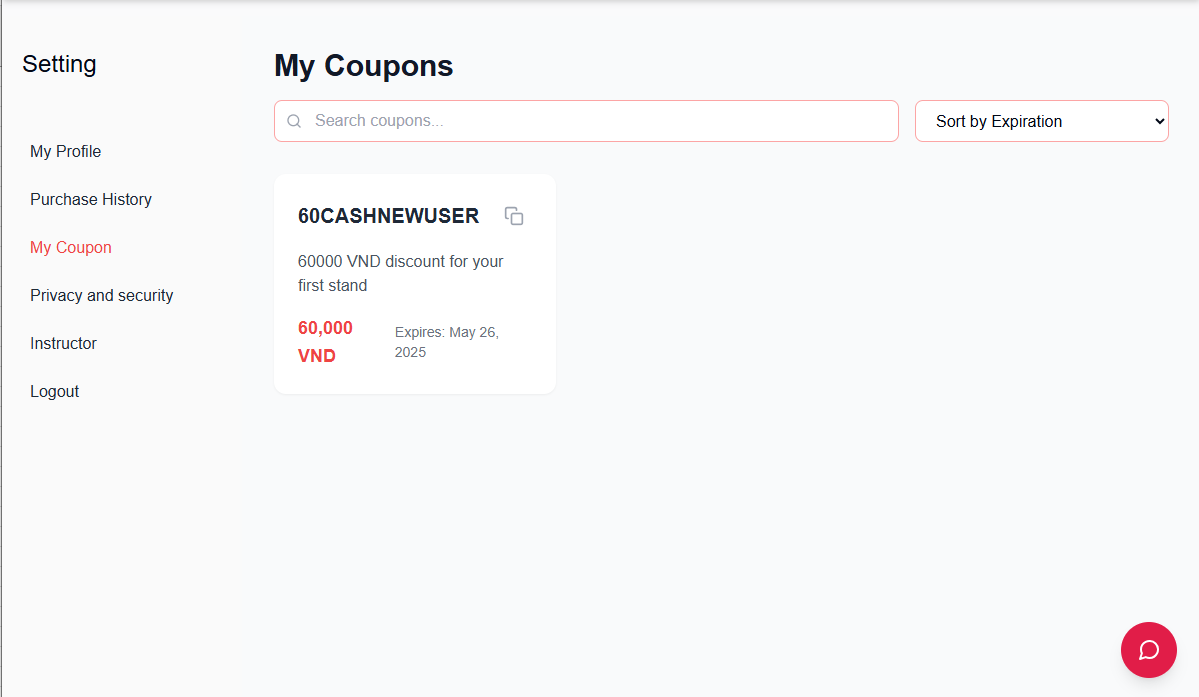 Setting
My Profile
Purchase History
My Coupon
Privacy and security
Instructor
Logout
My Coupons
Search coupons...
Sort by Expiration
60CASHNEWUSER
60000 VND discount for your
first stand
60,000
VND
Expires: May 26,
2025